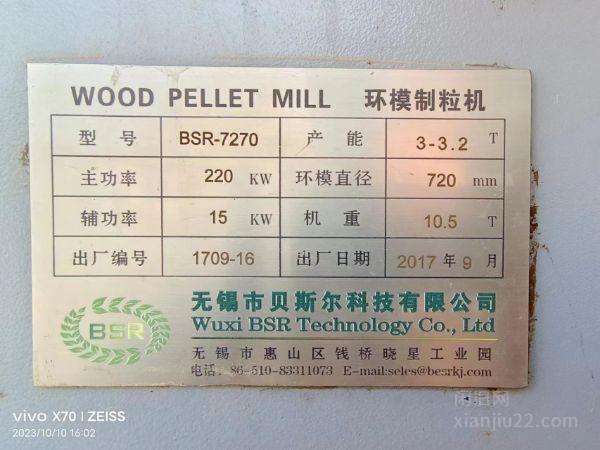 WOOD PELLET MILL 环模制粒机
型号 BSR-7270 产能 3-3.2 T
主功率 220 KW 环模直径 720 mm
辅功率 15 KW 机重 10.5 T
出厂编号 1709-16 出厂日期 2017 年 9 月
BSR
无锡市贝斯尔科技有限公司
Wuxi BSR Technology Co., Ltd
无锡市惠山区钱桥晓星工业园
电话: 86-510-83311073 E-mail:seles@besrkj.com
vivo X70 | ZEISS
2023/10/10 16:02
闲旧网
xianjiu22.com